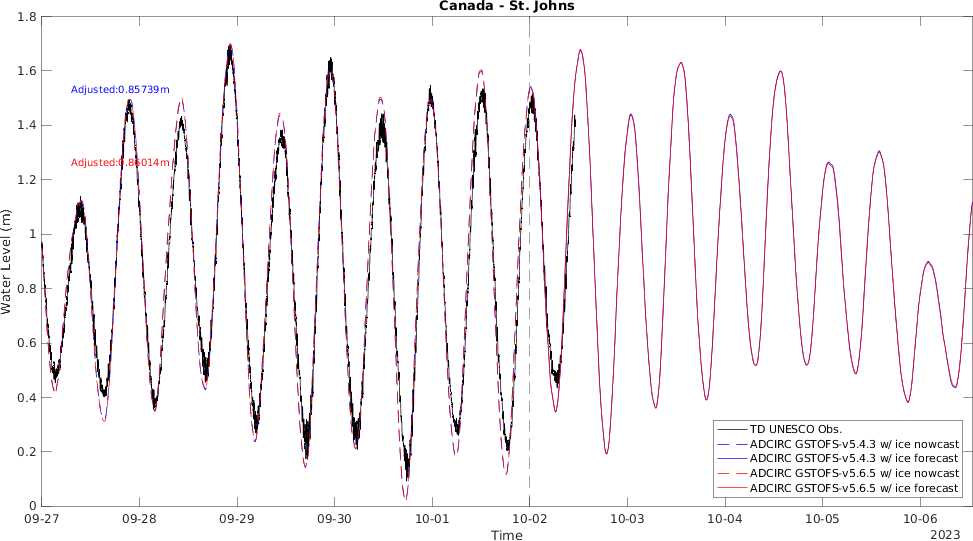 Canada - St. Johns
1.8
1.6
1.4
1.2
1
0.8
0.6
0.4
0.2
0
Water Level (m)
Adjusted:0.85739m
Adjusted:0.86014m
TD UNESCO Obs.
ADCIRC GSTOFS-v5.4.3 w/ ice nowcast
ADCIRC GSTOFS-v5.4.3 w/ ice forecast
ADCIRC GSTOFS-v5.6.5 w/ ice nowcast
ADCIRC GSTOFS-v5.6.5 w/ ice forecast
09-27 09-28 09-29 09-30 10-01 10-02 10-03 10-04 10-05 10-06
Time
2023